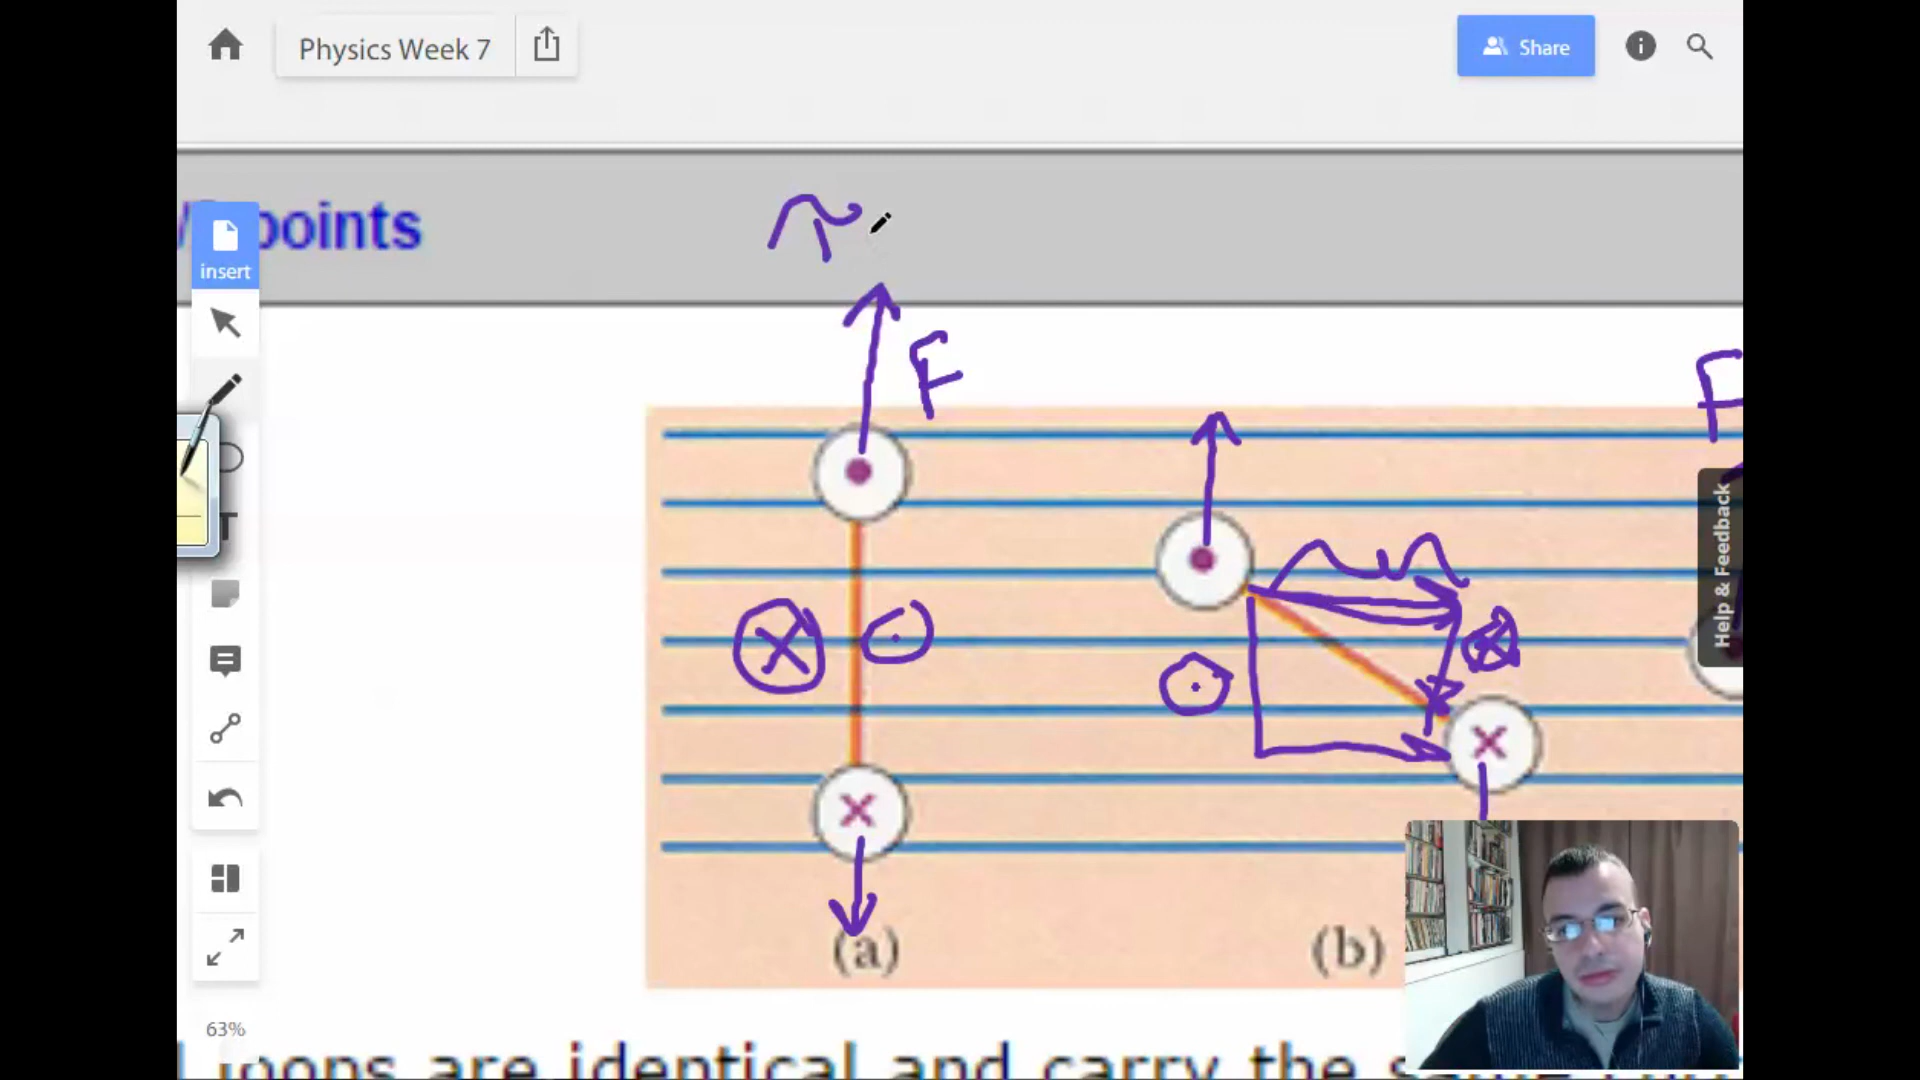 Physics Week 7
Share
points
insert
F
F
T
Help & Feedback
(a)
(b)
63%
loops are identical and carry the